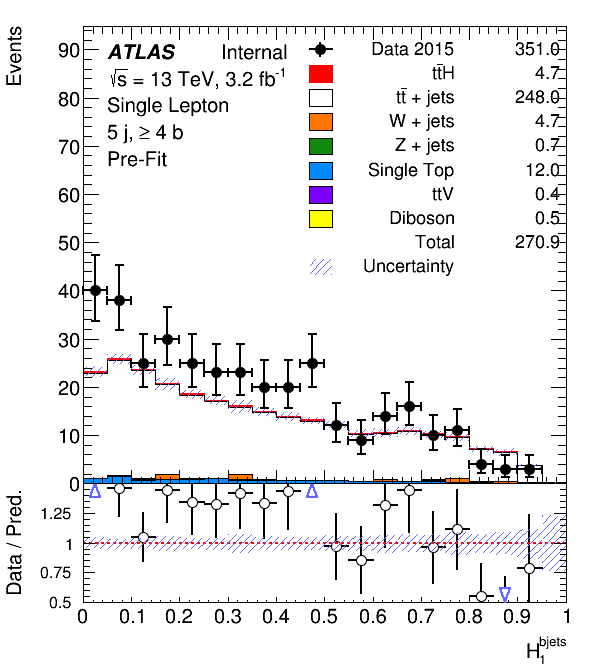 Events
90
80
70
60
50
40
30
20
10
0
ATLAS Internal
√s = 13 TeV, 3.2 fb⁻¹
Single Lepton
5 j, ≥ 4 b
Pre-Fit
Data 2015 351.0
tt̄H 4.7
tt̄ + jets 248.0
W + jets 4.7
Z + jets 0.7
Single Top 12.0
ttV 0.4
Diboson 0.5
Total 270.9
Uncertainty
Data / Pred.
1.25
1
0.75
0.5
0 0.1 0.2 0.3 0.4 0.5 0.6 0.7 0.8 0.9 1
H₁ᵇʲᵉᵗˢ